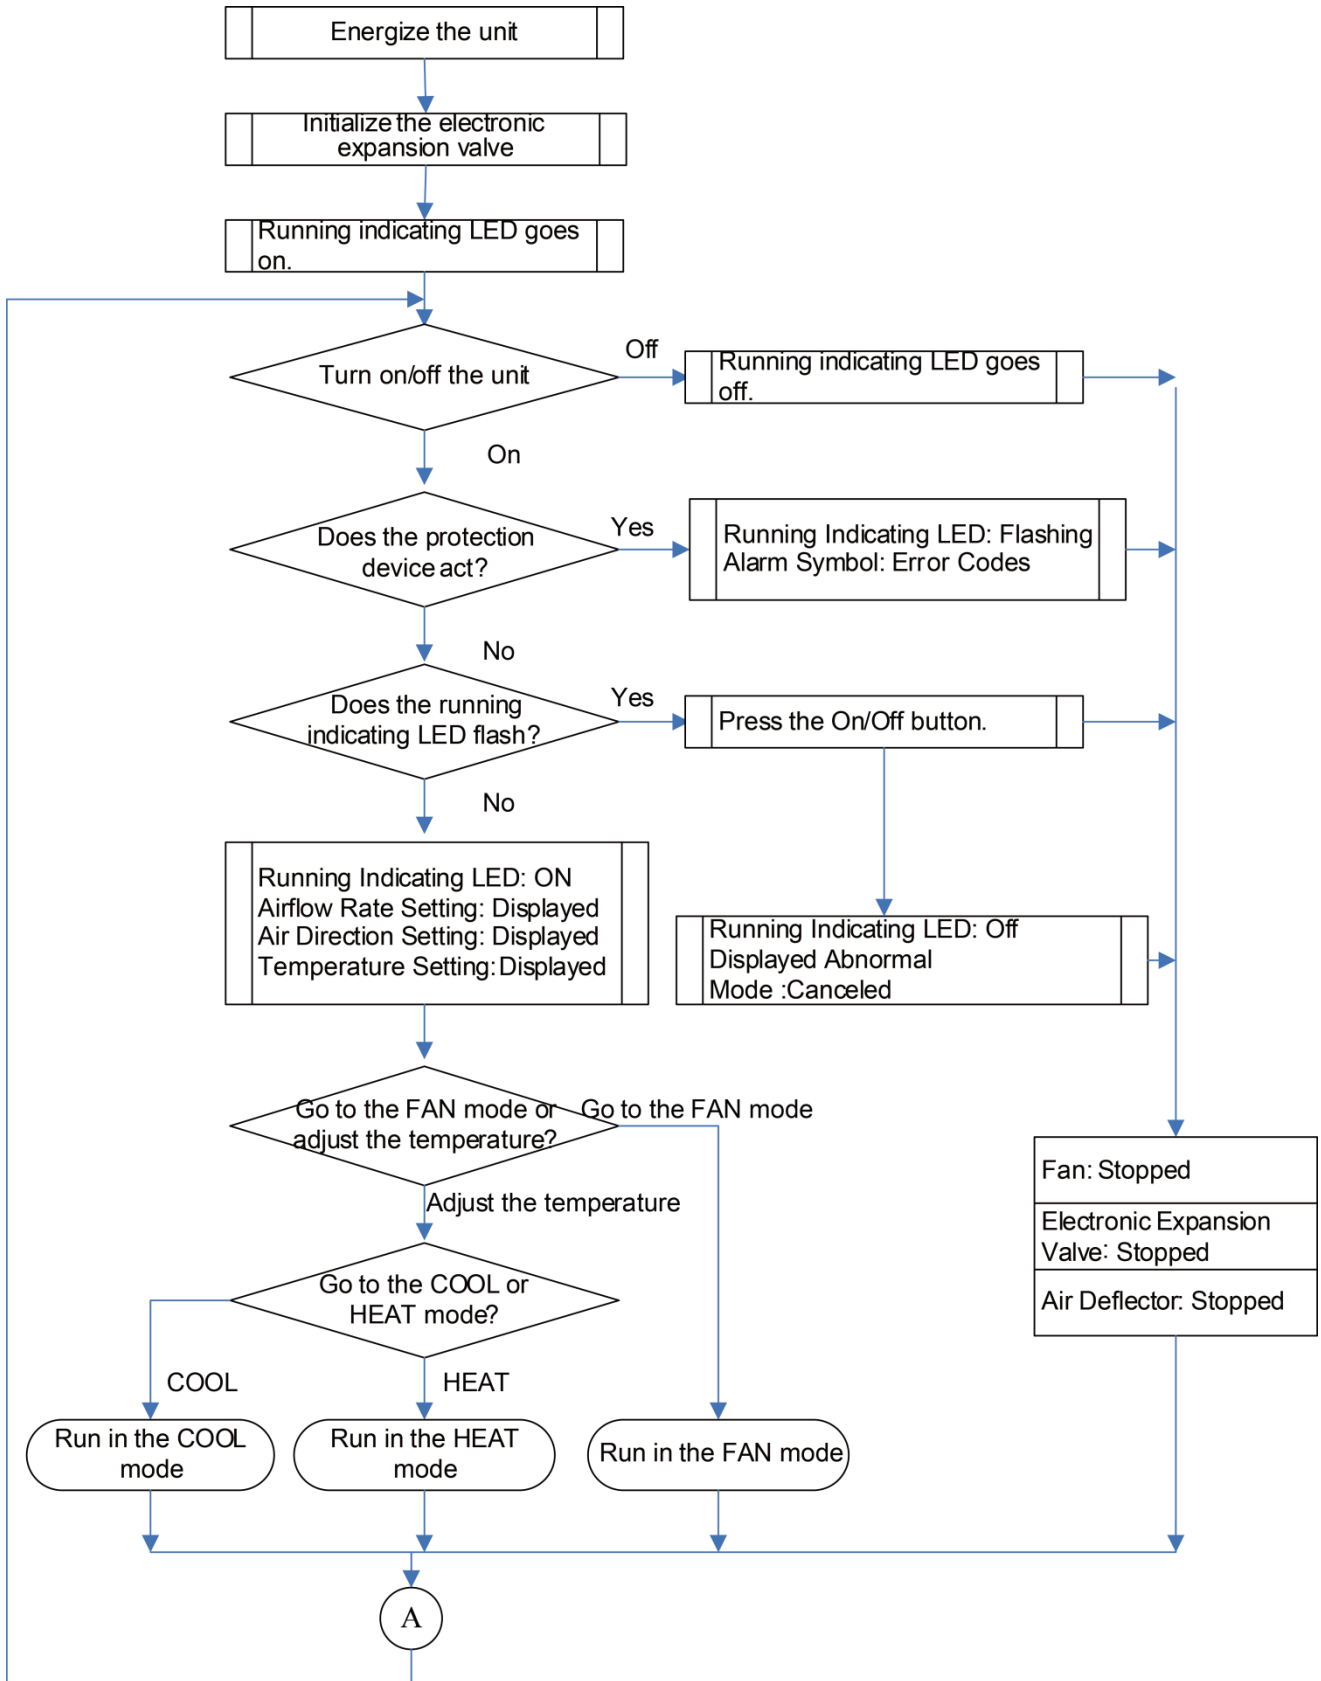 Energize the unit
Initialize the electronic
expansion valve
Running indicating LED goes
on.
Turn on/off the unit
Off
Running indicating LED goes
off.
On
Does the protection
device act?
Yes
Running Indicating LED: Flashing
Alarm Symbol: Error Codes
No
Does the running
indicating LED flash?
Yes
Press the On/Off button.
No
Running Indicating LED: ON
Airflow Rate Setting: Displayed
Air Direction Setting: Displayed
Temperature Setting: Displayed
Running Indicating LED: Off
Displayed Abnormal
Mode :Canceled
Go to the FAN mode or
adjust the temperature?
Go to the FAN mode
Adjust the temperature
Fan: Stopped
Electronic Expansion
Valve: Stopped
Air Deflector: Stopped
Go to the COOL or
HEAT mode?
COOL
HEAT
Run in the COOL
mode
Run in the HEAT
mode
Run in the FAN mode
A